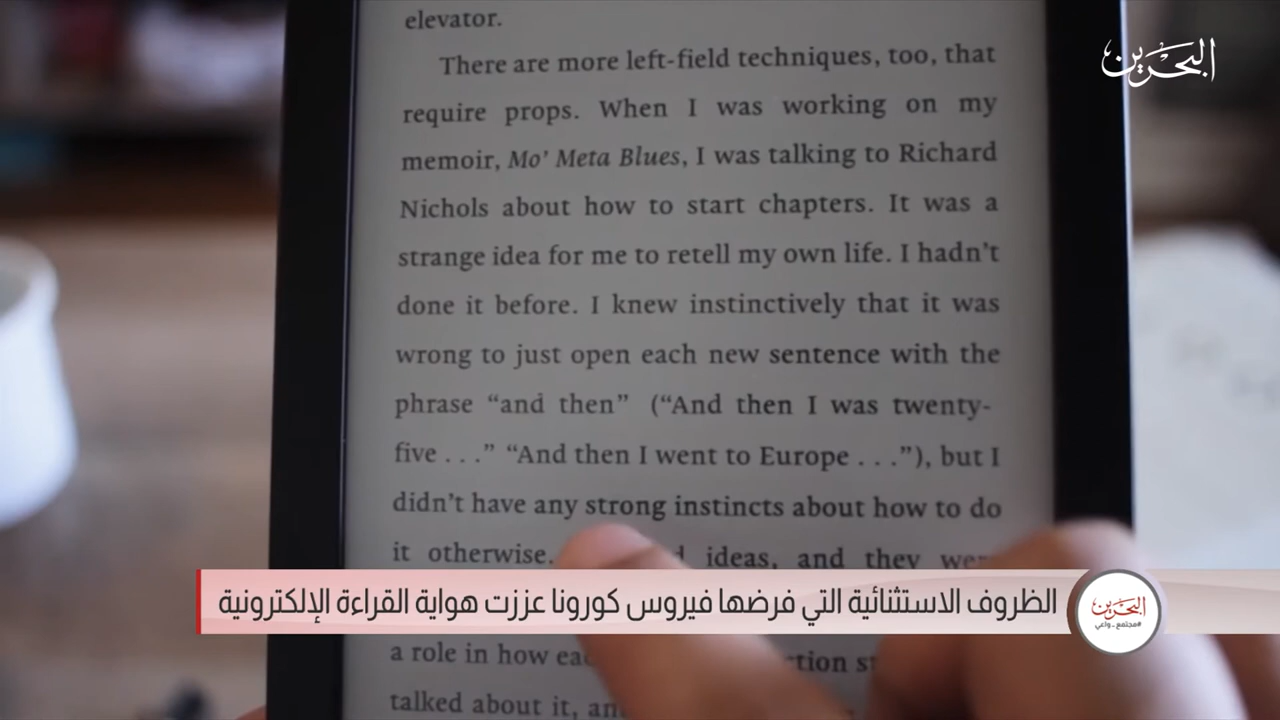 elevator.
There are more left-field techniques, too, that
require props. When I was working on my
memoir, Mo' Meta Blues, I was talking to Richard
Nichols about how to start chapters. It was a
strange idea for me to retell my own life. I hadn't
done it before. I knew instinctively that it was
wrong to just open each new sentence with the
phrase “and then” (“And then I was twenty-
five . . .” “And then I went to Europe . . .”), but I
didn't have any strong instincts about how to do
it otherwise. ideas, and they
a role in how
talked about it,
البحرين
الظروف الاستثنائية التي فرضها فيروس كورونا عززت هواية القراءة الإلكترونية
البحرين
#مجتمع_واعي